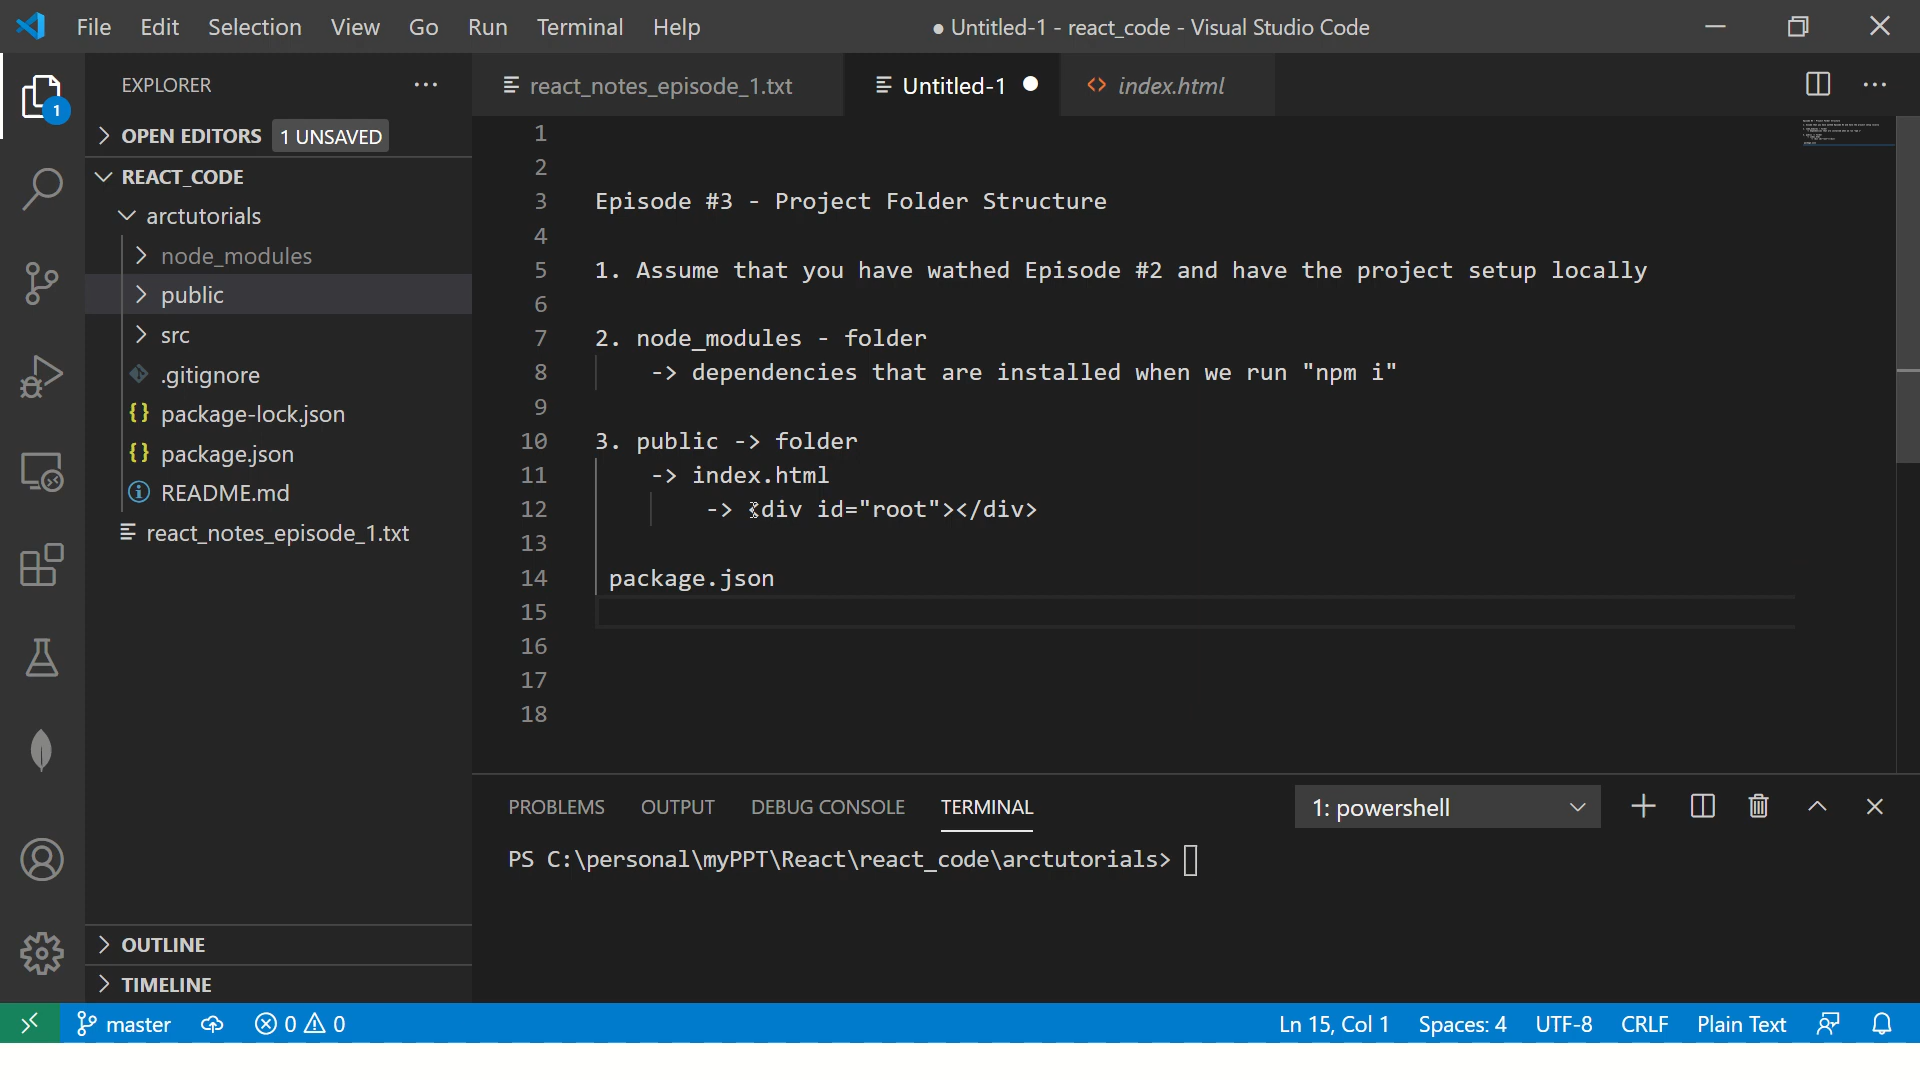 File Edit Selection View Go Run Terminal Help
● Untitled-1 - react_code - Visual Studio Code
1
EXPLORER
OPEN EDITORS 1 UNSAVED
REACT_CODE
arctutorials
node_modules
public
src
.gitignore
package-lock.json
package.json
README.md
react_notes_episode_1.txt
OUTLINE
TIMELINE
react_notes_episode_1.txt Untitled-1 index.html
1
2
3 Episode #3 - Project Folder Structure
4
5 1. Assume that you have wathed Episode #2 and have the project setup locally
6
7 2. node_modules - folder
8 -> dependencies that are installed when we run "npm i"
9
10 3. public -> folder
11 -> index.html
12 -> <div id="root"></div>
13
14 package.json
15
16
17
18
PROBLEMS OUTPUT DEBUG CONSOLE TERMINAL
1: powershell
PS C:\personal\myPPT\React\react_code\arctutorials>
master 0 0
Ln 15, Col 1 Spaces: 4 UTF-8 CRLF Plain Text